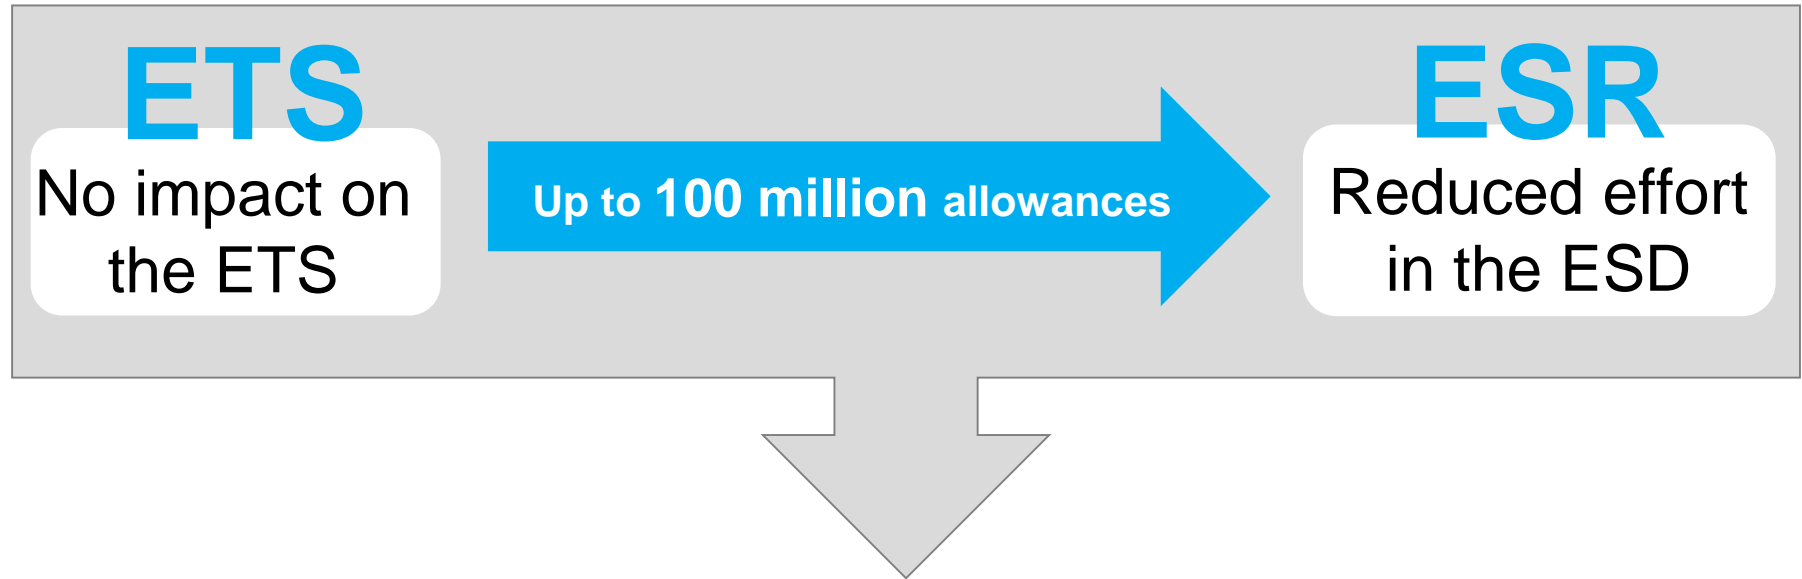 ETS
No impact on
the ETS
Up to 100 million allowances
ESR
Reduced effort
in the ESD